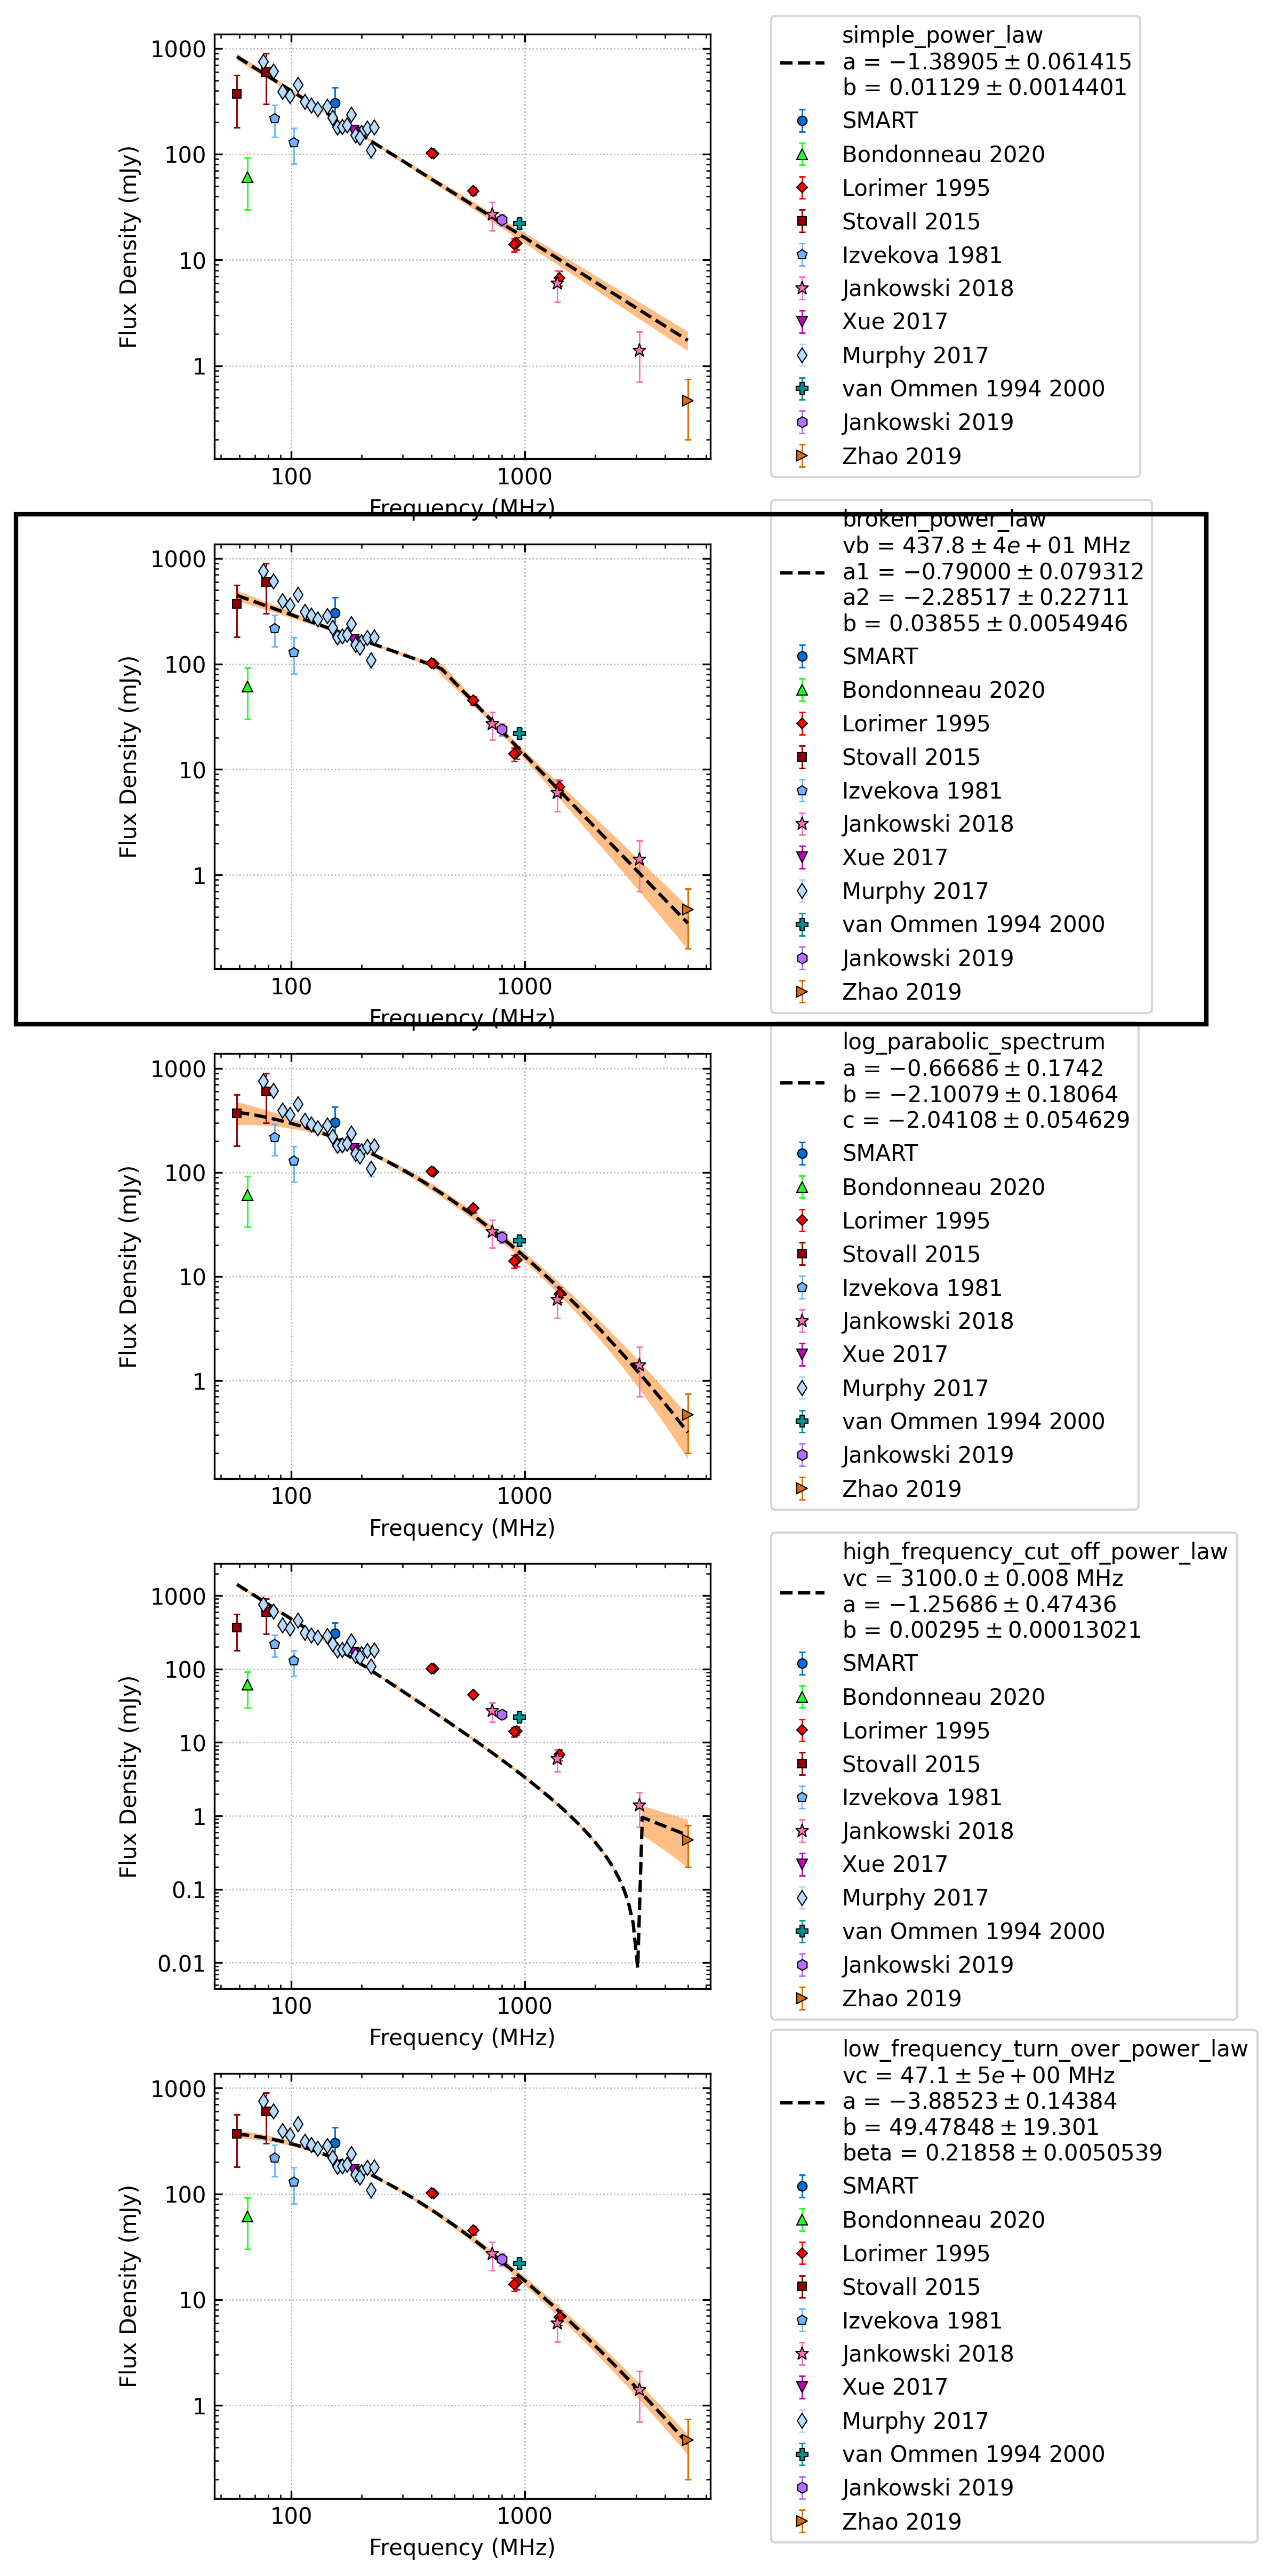 1000
100
10
1
Flux Density (mJy)
100
1000
Frequency (MHz)
simple_power_law
a = −1.38905 ± 0.061415
b = 0.01129 ± 0.0014401
SMART
Bondonneau 2020
Lorimer 1995
Stovall 2015
Izvekova 1981
Jankowski 2018
Xue 2017
Murphy 2017
van Ommen 1994 2000
Jankowski 2019
Zhao 2019
1000
100
10
1
Flux Density (mJy)
100
1000
Frequency (MHz)
broken_power_law
vb = 437.8 ± 4e + 01 MHz
a1 = −0.79000 ± 0.079312
a2 = −2.28517 ± 0.22711
b = 0.03855 ± 0.0054946
SMART
Bondonneau 2020
Lorimer 1995
Stovall 2015
Izvekova 1981
Jankowski 2018
Xue 2017
Murphy 2017
van Ommen 1994 2000
Jankowski 2019
Zhao 2019
1000
100
10
1
Flux Density (mJy)
100
1000
Frequency (MHz)
log_parabolic_spectrum
a = −0.66686 ± 0.1742
b = −2.10079 ± 0.18064
c = −2.04108 ± 0.054629
SMART
Bondonneau 2020
Lorimer 1995
Stovall 2015
Izvekova 1981
Jankowski 2018
Xue 2017
Murphy 2017
van Ommen 1994 2000
Jankowski 2019
Zhao 2019
1000
100
10
1
0.1
0.01
Flux Density (mJy)
100
1000
Frequency (MHz)
high_frequency_cut_off_power_law
vc = 3100.0 ± 0.008 MHz
a = −1.25686 ± 0.47436
b = 0.00295 ± 0.00013021
SMART
Bondonneau 2020
Lorimer 1995
Stovall 2015
Izvekova 1981
Jankowski 2018
Xue 2017
Murphy 2017
van Ommen 1994 2000
Jankowski 2019
Zhao 2019
1000
100
10
1
Flux Density (mJy)
100
1000
Frequency (MHz)
low_frequency_turn_over_power_law
vc = 47.1 ± 5e + 00 MHz
a = −3.88523 ± 0.14384
b = 49.47848 ± 19.301
beta = 0.21858 ± 0.0050539
SMART
Bondonneau 2020
Lorimer 1995
Stovall 2015
Izvekova 1981
Jankowski 2018
Xue 2017
Murphy 2017
van Ommen 1994 2000
Jankowski 2019
Zhao 2019